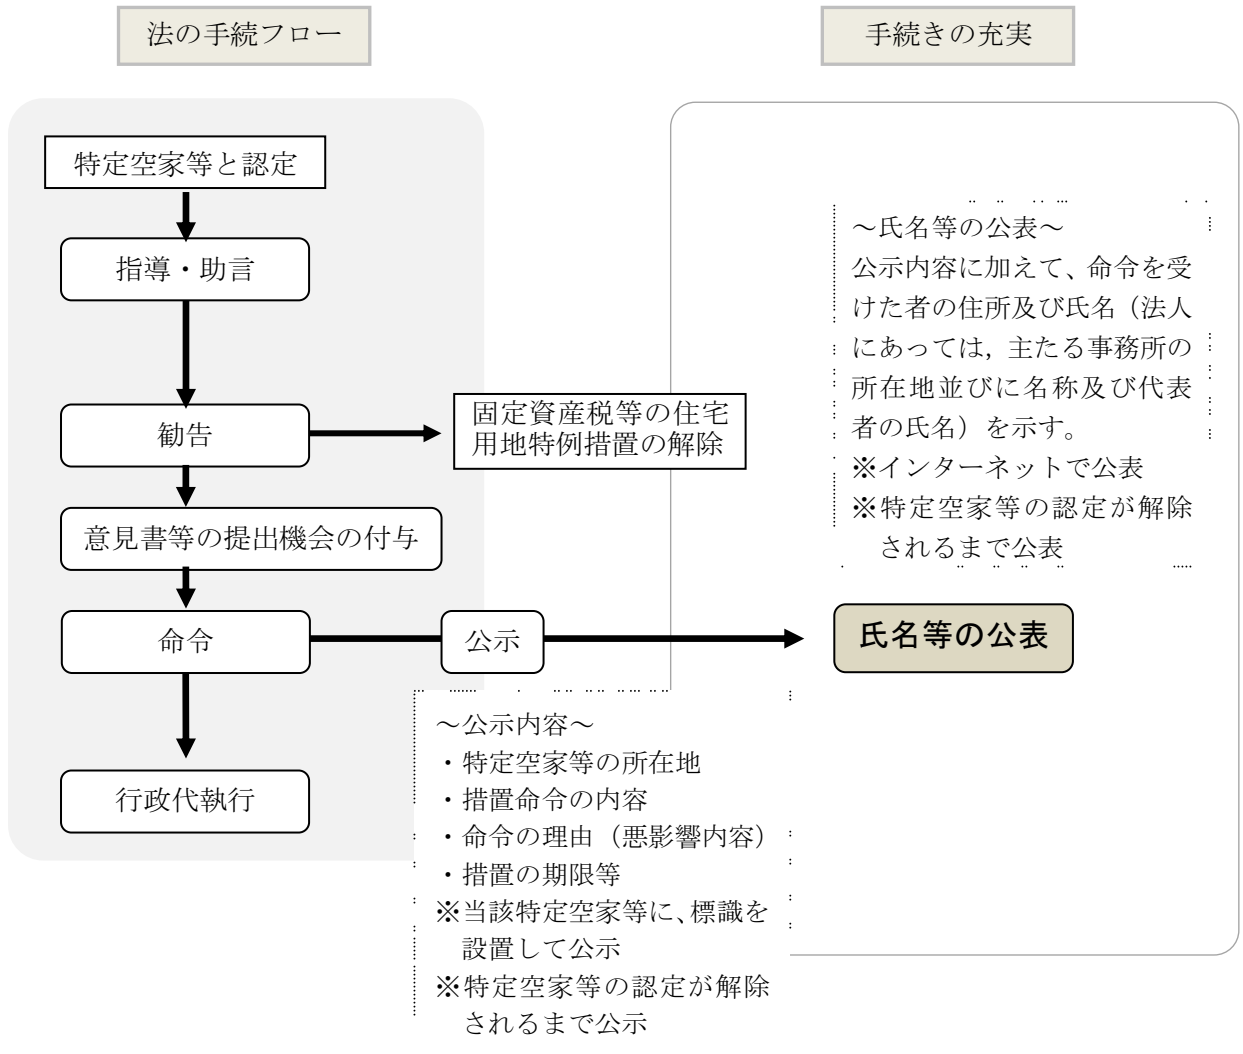 法の手続フロー
手続きの充実
特定空家等と認定
指導・助言
勧告
固定資産税等の住宅
用地特例措置の解除
意見書等の提出機会の付与
命令
公示
行政代執行
～公示内容～
・特定空家等の所在地
・措置命令の内容
・命令の理由（悪影響内容）
・措置の期限等
※当該特定空家等に、標識を
設置して公示
※特定空家等の認定が解除
されるまで公示
～氏名等の公表～
公示内容に加えて、命令を受
けた者の住所及び氏名（法人
にあっては，主たる事務所の
所在地並びに名称及び代表
者の氏名）を示す。
※インターネットで公表
※特定空家等の認定が解除
されるまで公表
氏名等の公表